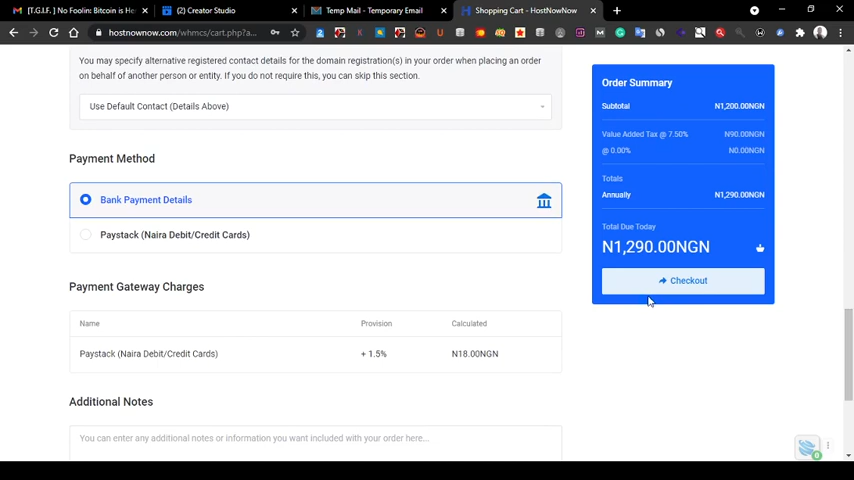 [T.G.I.F. ] No Foolin: Bitcoin is He
(2) Creator Studio
Temp Mail - Temporary Email
Shopping Cart - HostNowNow
hostnownow.com/whmcs/cart.php?a...
You may specify alternative registered contact details for the domain registration(s) in your order when placing an order
on behalf of another person or entity. If you do not require this, you can skip this section.
Use Default Contact (Details Above)
Payment Method
Bank Payment Details
Paystack (Naira Debit/Credit Cards)
Payment Gateway Charges
Name Provision Calculated
Paystack (Naira Debit/Credit Cards) + 1.5% N18.00NGN
Additional Notes
You can enter any additional notes or information you want included with your order here...
Order Summary
Subtotal N1,200.00NGN
Value Added Tax @ 7.50% N90.00NGN
@ 0.00% N0.00NGN
Totals
Annually N1,290.00NGN
Total Due Today
N1,290.00NGN
Checkout
0